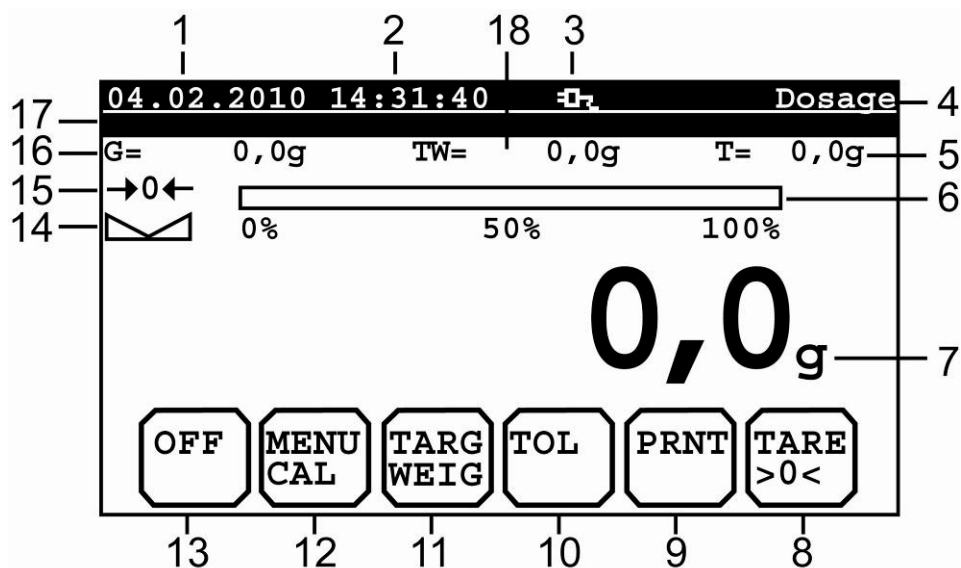 1 2 18 3
04.02.2010 14:31:40 Dosage 4
17
16 G= 0,0g TW= 0,0g T= 0,0g 5
15 →0← 6
14 0% 50% 100%
0,0g 7
OFF MENU TARG TOL PRNT TARE
CAL WEIG >0<
13 12 11 10 9 8